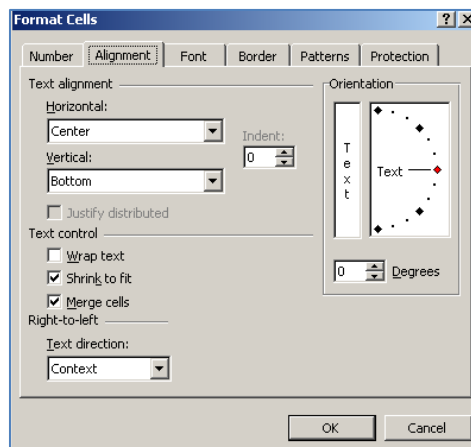 Format Cells
Number Alignment Font Border Patterns Protection
Text alignment
Horizontal:
Center
Indent:
0
Vertical:
Bottom
Justify distributed
Text control
Wrap text
Shrink to fit
Merge cells
Right-to-left
Text direction:
Context
Orientation
Text
Text
0 Degrees
OK Cancel